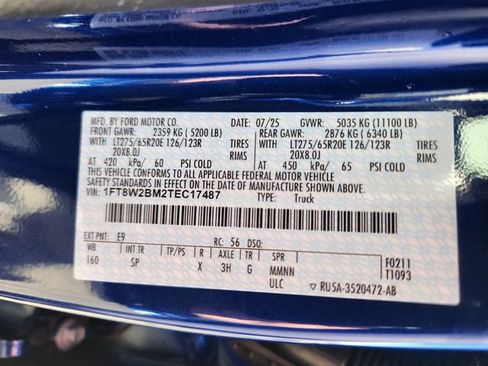 MFD. BY FORD MOTOR CO. 07/25 GVWR: 5035 KG (11100 LB)
FRONT GAWR: 2359 KG ( 5200 LB) REAR GAWR: 2876 KG ( 6340 LB)
LT275/65R20E 126/123R TIRES LT275/65R20E 126/123R TIRES
20X8.0J RIMS 20X8.0J RIMS
AT 420 kPa/ 60 PSI COLD AT 450 kPa/ 65 PSI COLD
THIS VEHICLE CONFORMS TO ALL APPLICABLE FEDERAL MOTOR
VEHICLE SAFETY STANDARDS IN EFFECT ON THE DATE OF
MANUFACTURE SHOWN ABOVE.
VIN: 1FT8W2BM2TEC17487 TYPE: Truck
EXT PNT: E9 RC: 56 DSO: F0211
WB INT TR TP/PS R AXLE TR SPR T1093
160 SP X 3H G MMNN
ULC RU5A-3520472-AB